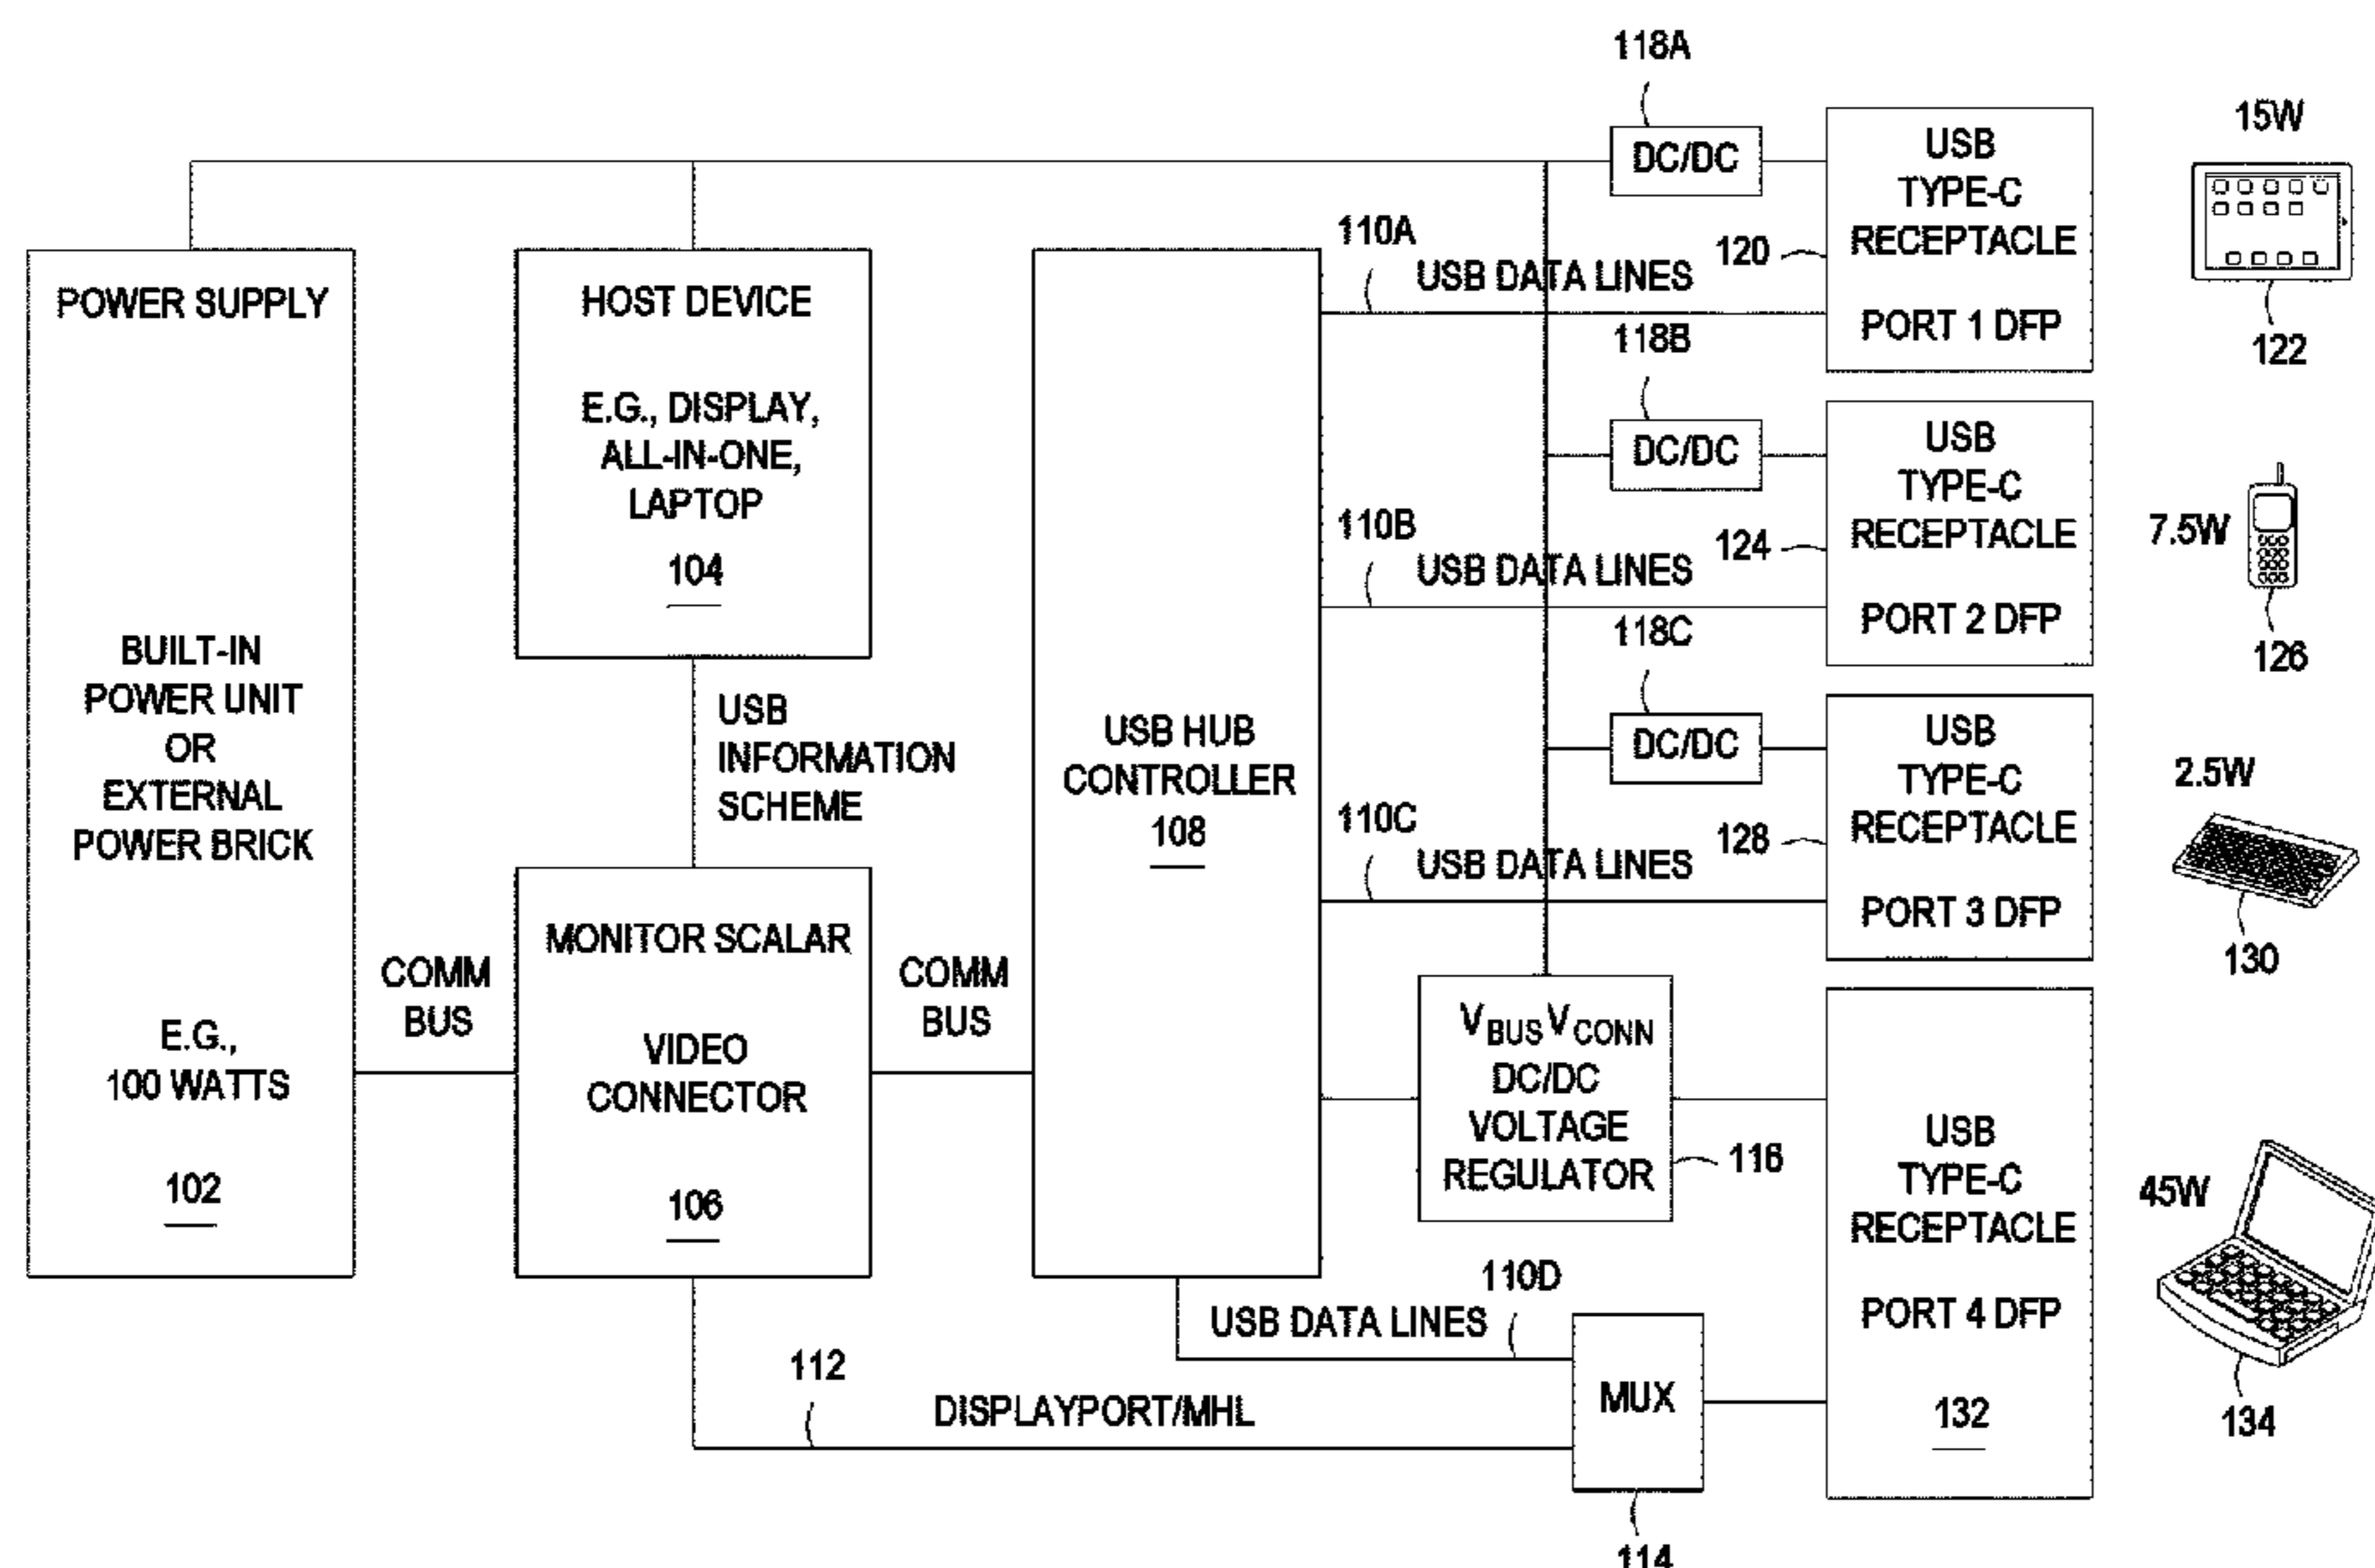 118A
DC/DC
USB
TYPE-C
RECEPTACLE
PORT 1 DFP
120
15W
122
110A
USB DATA LINES
POWER SUPPLY
BUILT-IN
POWER UNIT
OR
EXTERNAL
POWER BRICK
E.G.,
100 WATTS
102
HOST DEVICE
E.G., DISPLAY,
ALL-IN-ONE,
LAPTOP
104
USB
INFORMATION
SCHEME
COMM
BUS
MONITOR SCALAR
VIDEO
CONNECTOR
106
COMM
BUS
USB HUB
CONTROLLER
108
118B
DC/DC
USB
TYPE-C
RECEPTACLE
PORT 2 DFP
124
7.5W
126
110B
USB DATA LINES
118C
DC/DC
USB
TYPE-C
RECEPTACLE
PORT 3 DFP
128
2.5W
130
110C
USB DATA LINES
VBUS VCONN
DC/DC
VOLTAGE
REGULATOR
116
USB
TYPE-C
RECEPTACLE
PORT 4 DFP
132
45W
134
110D
USB DATA LINES
112
DISPLAYPORT/MHL
MUX
114